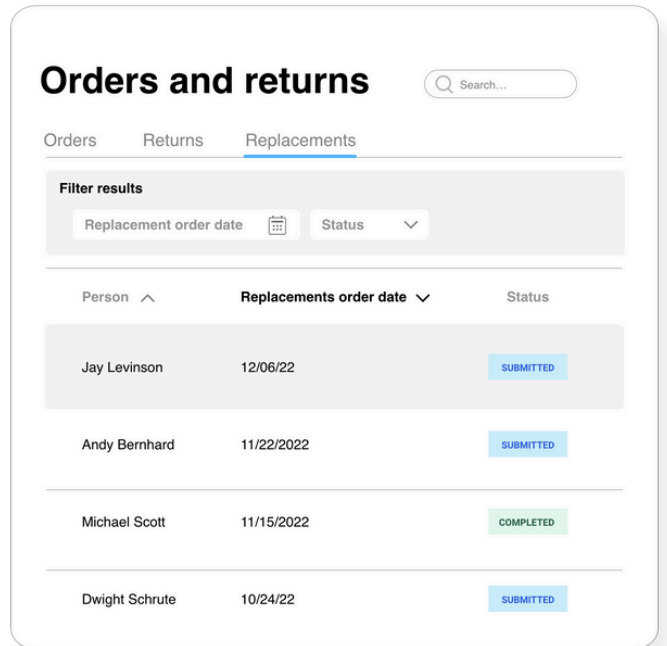 Orders and returns
Search...
Orders Returns Replacements
Filter results
Replacement order date Status
Person Replacements order date Status
Jay Levinson 12/06/22 SUBMITTED
Andy Bernhard 11/22/2022 SUBMITTED
Michael Scott 11/15/2022 COMPLETED
Dwight Schrute 10/24/22 SUBMITTED